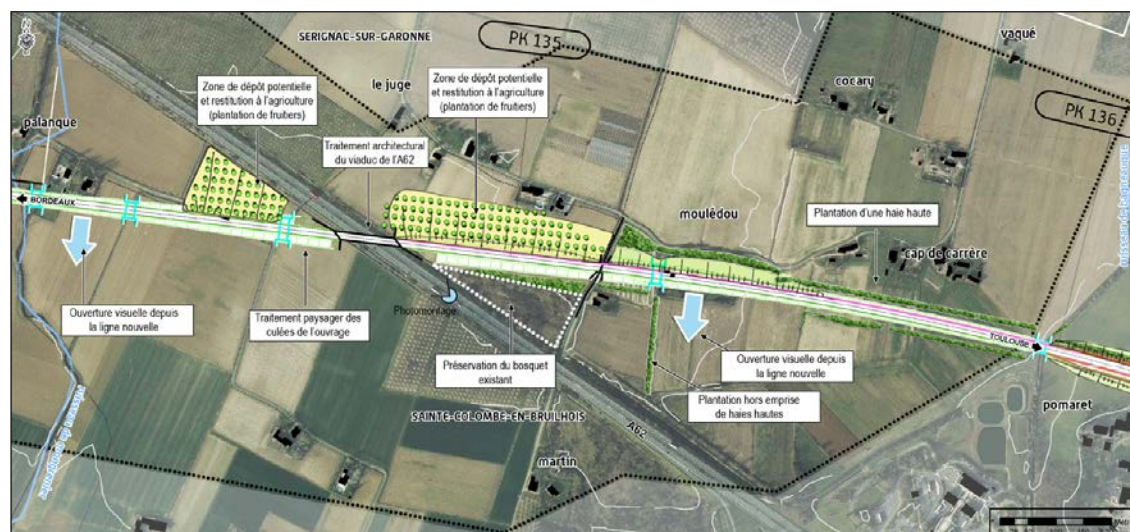 SERIGNAC-SUR-GARONNE
PK 135
vaqué
Zone de dépôt potentielle
et restitution à l'agriculture
(plantation de fruitiers)
le juge
Zone de dépôt potentielle
et restitution à l'agriculture
(plantation de fruitiers)
cocary
PK 136
palanque
Traitement architectural
du viaduc de l'A62
BORDEAUX
moulédou
Plantation d'une haie haute
cap de carrère
Ouverture visuelle depuis
la ligne nouvelle
Traitement paysager des
culées de l'ouvrage
Photomontage
Préservation du bosquet
existant
Ouverture visuelle depuis
la ligne nouvelle
TOULOUSE
Plantation hors emprise
de haies hautes
pomaret
SAINTE-COLOMBE-EN-BRUILHOIS
A62
martin